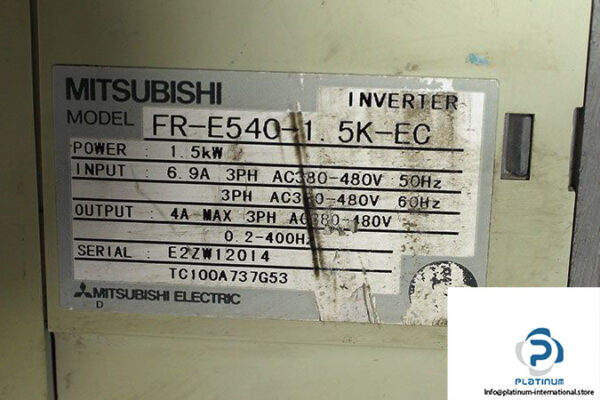 MITSUBISHI INVERTER
MODEL FR-E540-1.5K-EC
POWER : 1.5kW
INPUT : 6.9A 3PH AC380-480V 50Hz
3PH AC380-480V 60Hz
OUTPUT : 4A MAX 3PH AC380-480V
0.2-400Hz
SERIAL : E2ZW12014
TC100A737G53
MITSUBISHI ELECTRIC
D
PLATINUM
Info@platinum-international.store